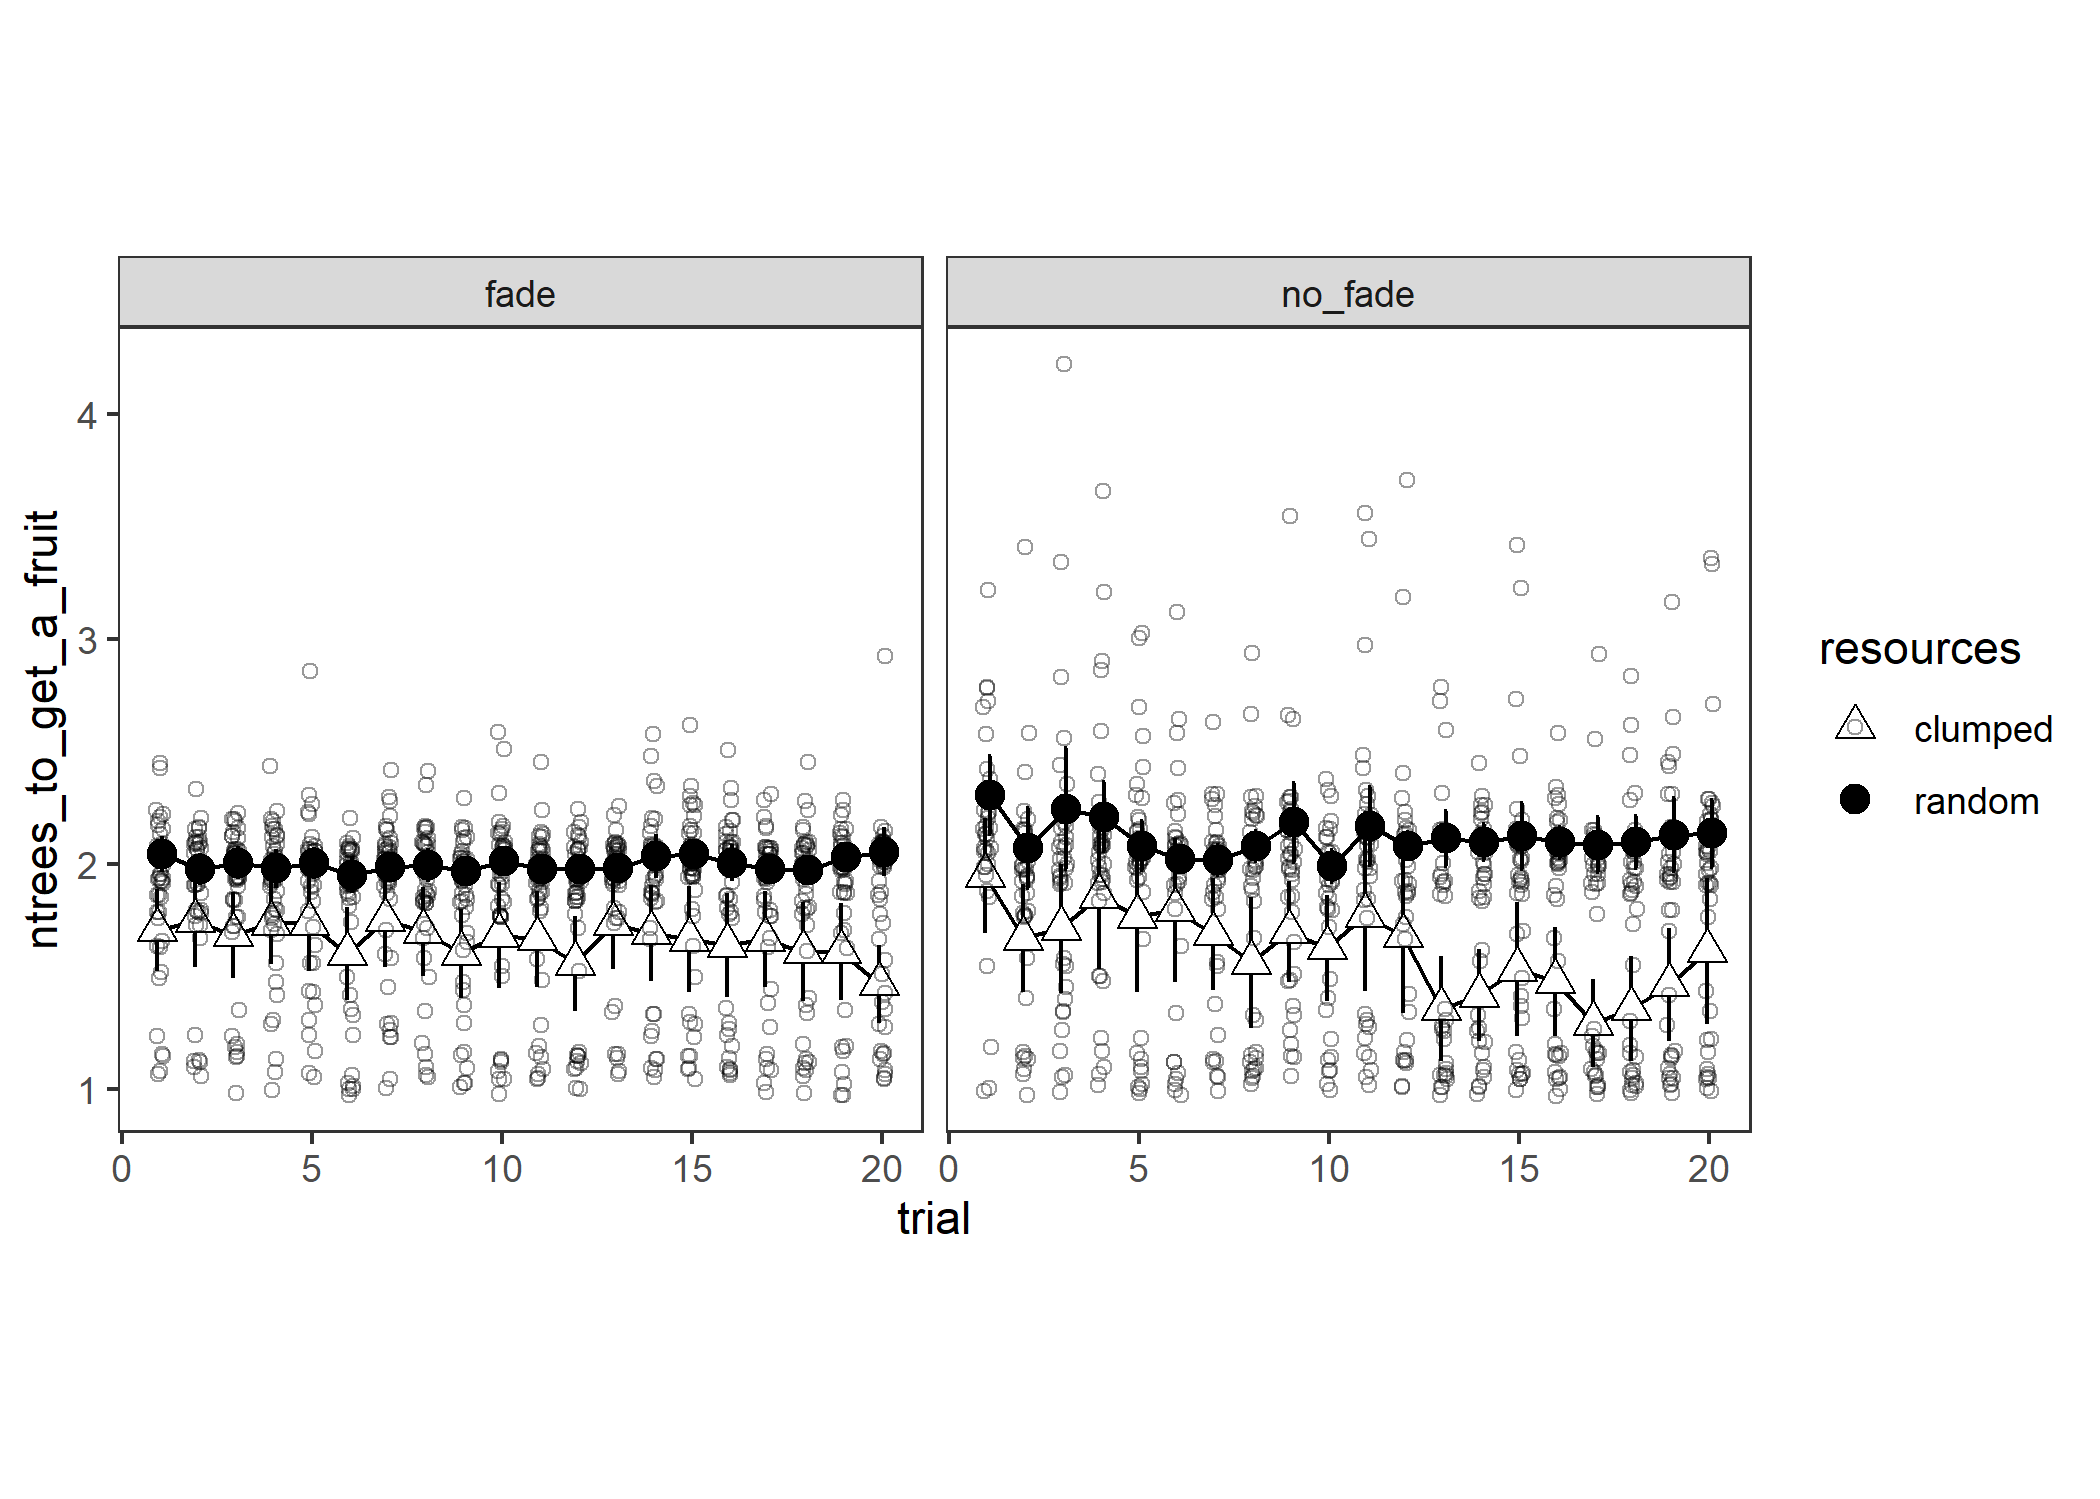 fade
no_fade
ntrees_to_get_a_fruit
4
3
2
1
0 5 10 15 20
0 5 10 15 20
trial
resources
clumped
random